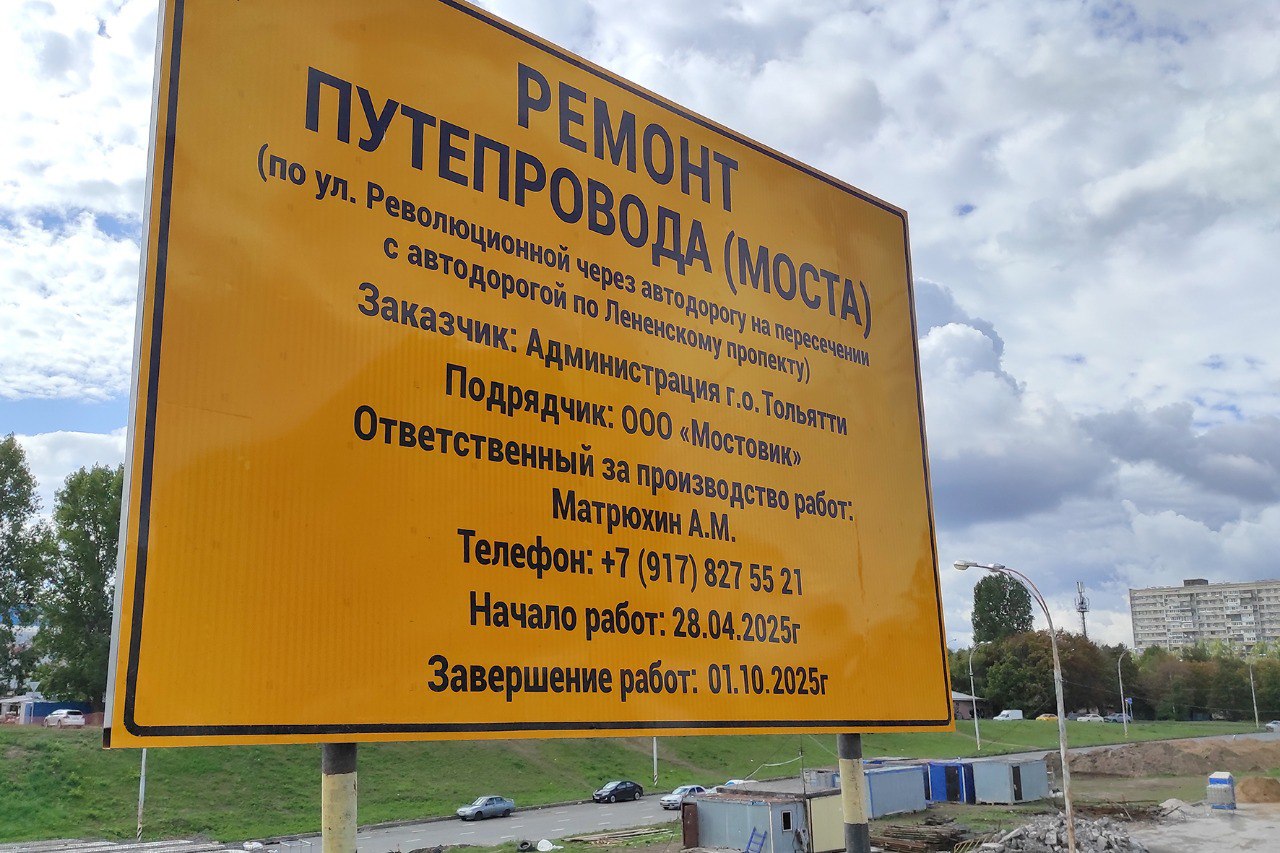 РЕМОНТ
ПУТЕПРОВОДА (МОСТА)
(по ул. Революционной через автодорогу на пересечении
с автодорогой по Лененскому пропекту)
Заказчик: Администрация г.о. Тольятти
Подрядчик: ООО «Мостовик»
Ответственный за производство работ:
Матрюхин А.М.
Телефон: +7 (917) 827 55 21
Начало работ: 28.04.2025г
Завершение работ: 01.10.2025г